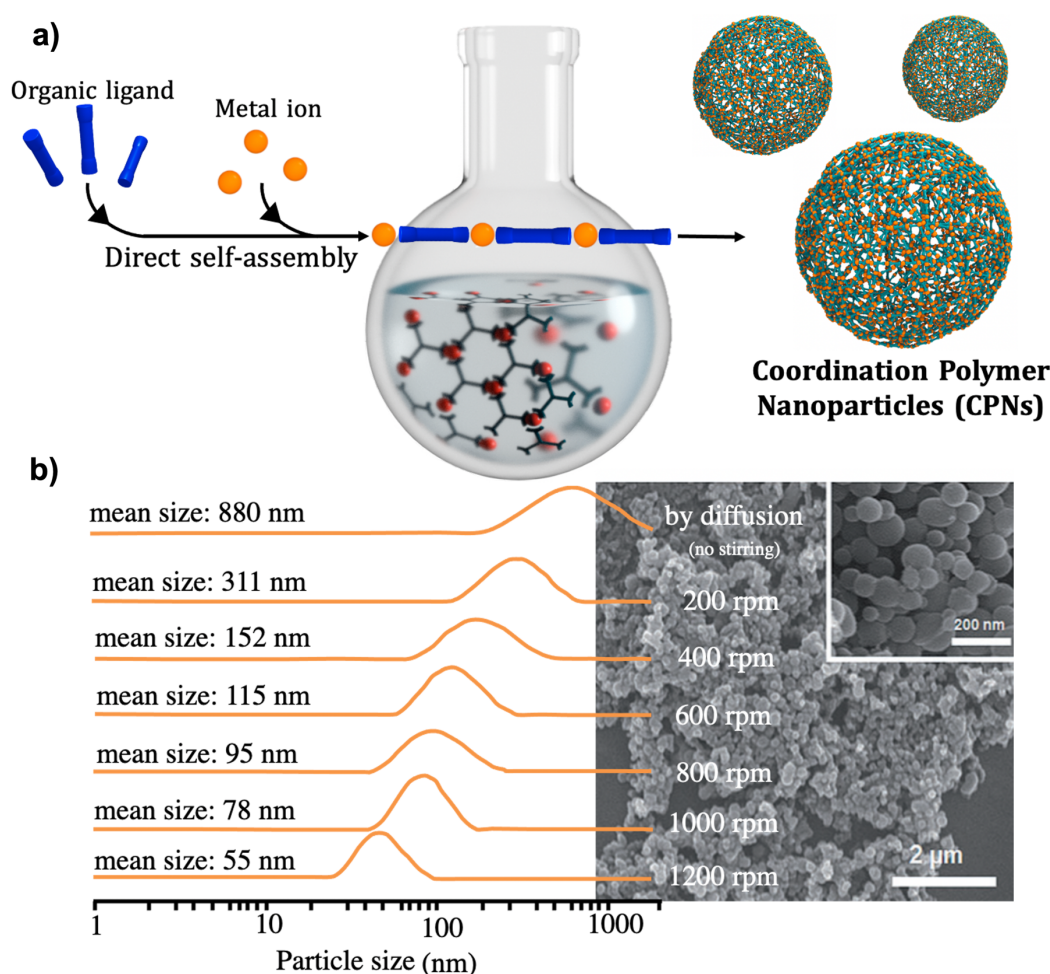 a)
Organic ligand
Metal ion
Direct self-assembly
Coordination Polymer
Nanoparticles (CPNs)
b)
mean size: 880 nm
by diffusion
(no stirring)
mean size: 311 nm
200 rpm
mean size: 152 nm
400 rpm
mean size: 115 nm
600 rpm
mean size: 95 nm
800 rpm
mean size: 78 nm
1000 rpm
mean size: 55 nm
1200 rpm
200 nm
2 µm
1 10 100 1000
Particle size (nm)